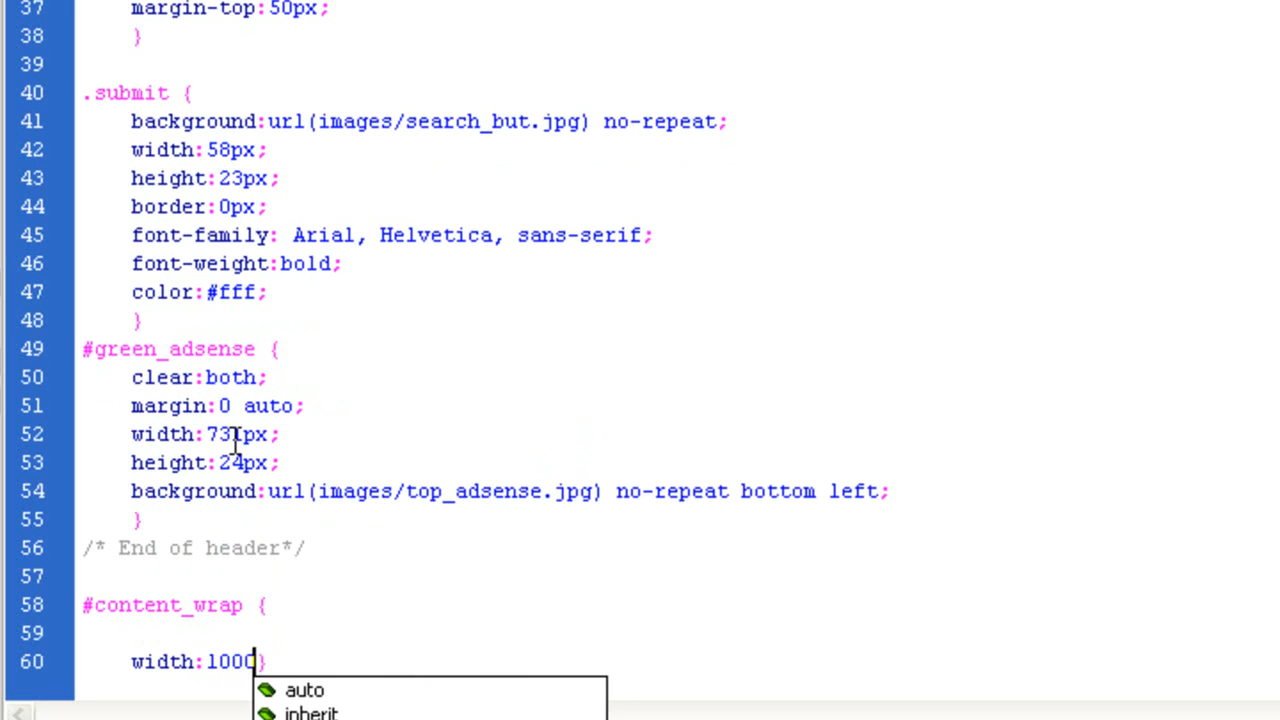 37 margin-top:50px;
38 }
39
40 .submit {
41 background:url(images/search_but.jpg) no-repeat;
42 width:58px;
43 height:23px;
44 border:0px;
45 font-family: Arial, Helvetica, sans-serif;
46 font-weight:bold;
47 color:#fff;
48 }
49 #green_adsense {
50 clear:both;
51 margin:0 auto;
52 width:731px;
53 height:24px;
54 background:url(images/top_adsense.jpg) no-repeat bottom left;
55 }
56 /* End of header*/
57
58 #content_wrap {
59
60 width:1000}
auto
inherit